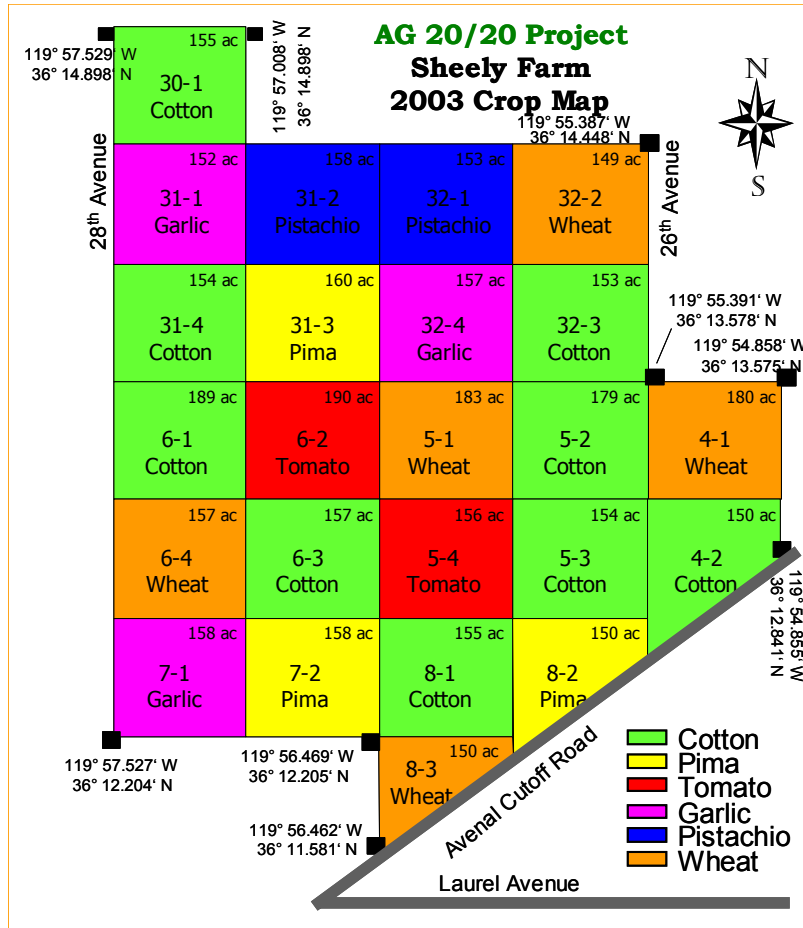 AG 20/20 Project
Sheely Farm
2003 Crop Map
N
S
119° 57.529‘ W
36° 14.898‘ N
119° 57.008‘ W
36° 14.898‘ N
119° 55.387‘ W
36° 14.448‘ N
28th Avenue
26th Avenue
155 ac
30-1
Cotton
152 ac
31-1
Garlic
158 ac
31-2
Pistachio
153 ac
32-1
Pistachio
149 ac
32-2
Wheat
154 ac
31-4
Cotton
160 ac
31-3
Pima
157 ac
32-4
Garlic
153 ac
32-3
Cotton
119° 55.391‘ W
36° 13.578‘ N
119° 54.858‘ W
36° 13.575‘ N
189 ac
6-1
Cotton
190 ac
6-2
Tomato
183 ac
5-1
Wheat
179 ac
5-2
Cotton
180 ac
4-1
Wheat
157 ac
6-4
Wheat
157 ac
6-3
Cotton
156 ac
5-4
Tomato
154 ac
5-3
Cotton
150 ac
4-2
Cotton
119° 54.855‘ W
36° 12.841‘ N
158 ac
7-1
Garlic
158 ac
7-2
Pima
155 ac
8-1
Cotton
150 ac
8-2
Pima
119° 57.527‘ W
36° 12.204‘ N
119° 56.469‘ W
36° 12.205‘ N
150 ac
8-3
Wheat
119° 56.462‘ W
36° 11.581‘ N
Avenal Cutoff Road
Laurel Avenue
Cotton
Pima
Tomato
Garlic
Pistachio
Wheat